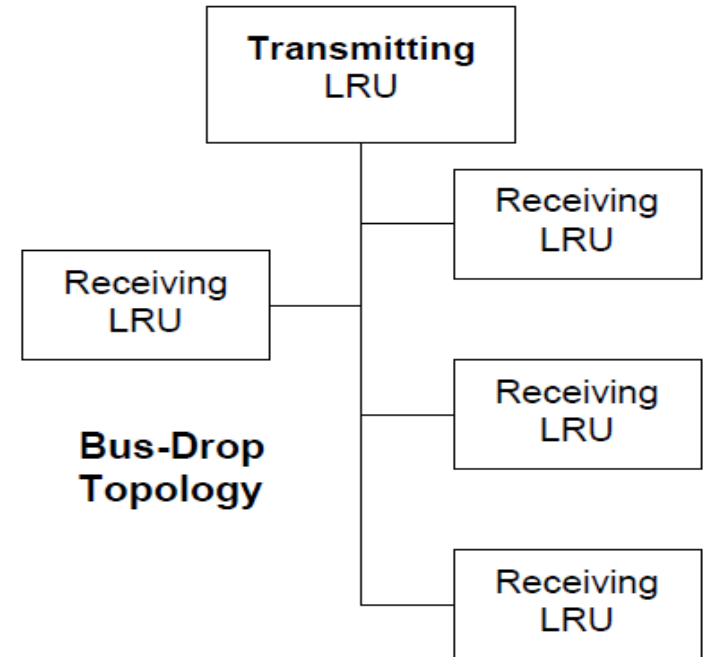 Transmitting
LRU
Receiving
LRU
Receiving
LRU
Receiving
LRU
Bus-Drop
Topology
Receiving
LRU